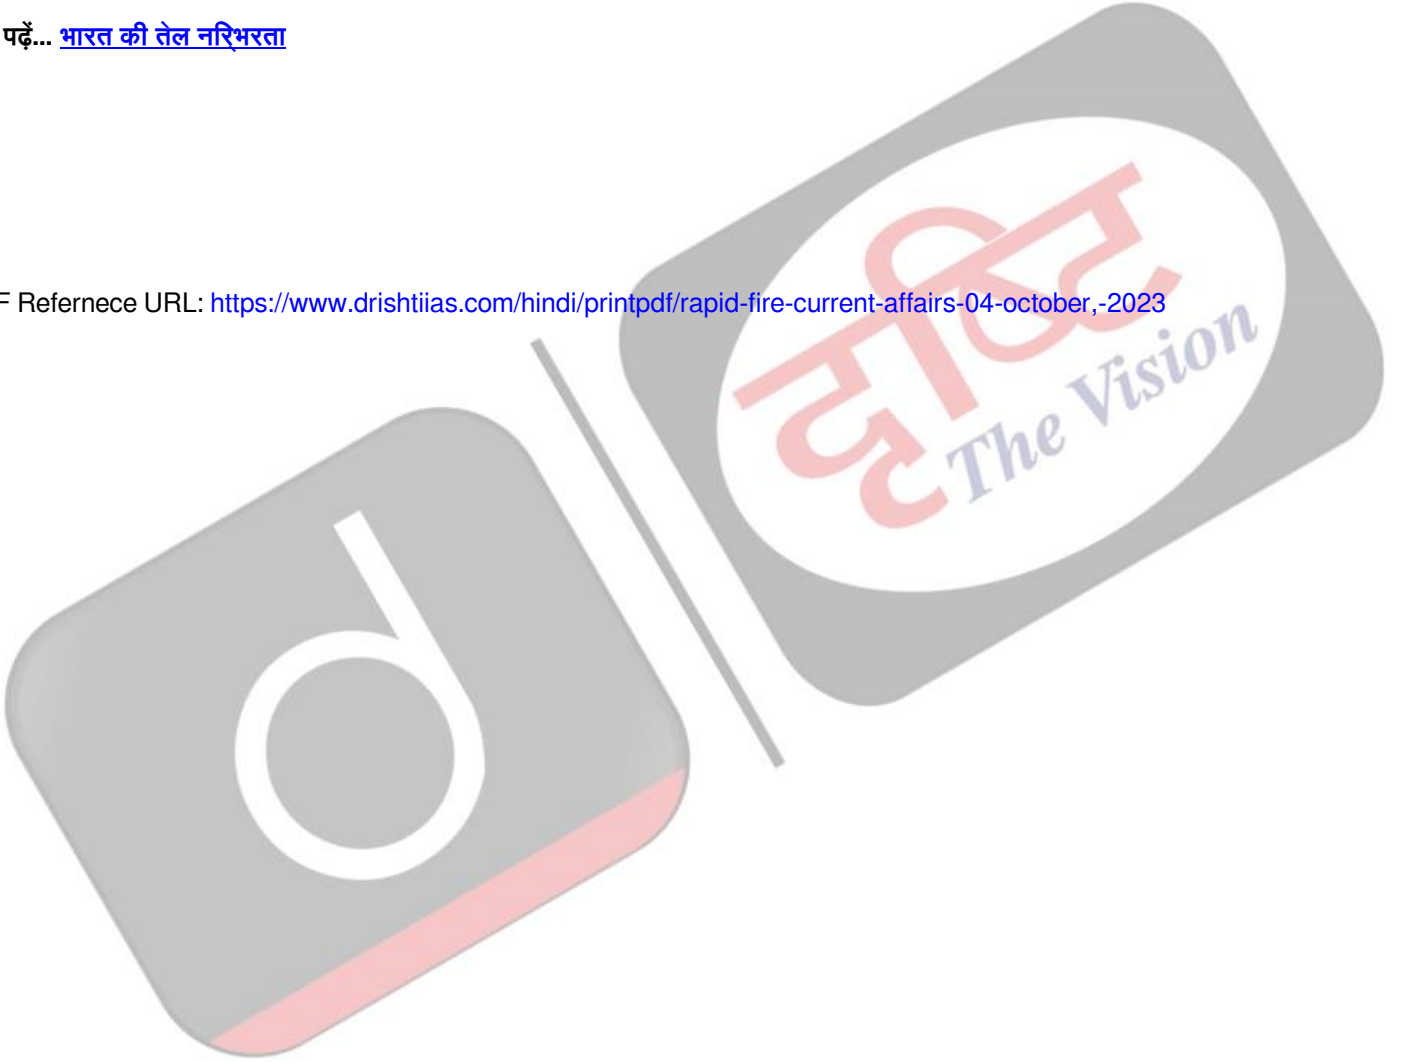 पढ़ें... भारत की तेल नरि्भरता
F Refernece URL: https://www.drishtiias.com/hindi/printpdf/rapid-fire-current-affairs-04-october,-2023
दृष्टि
The Vision
d